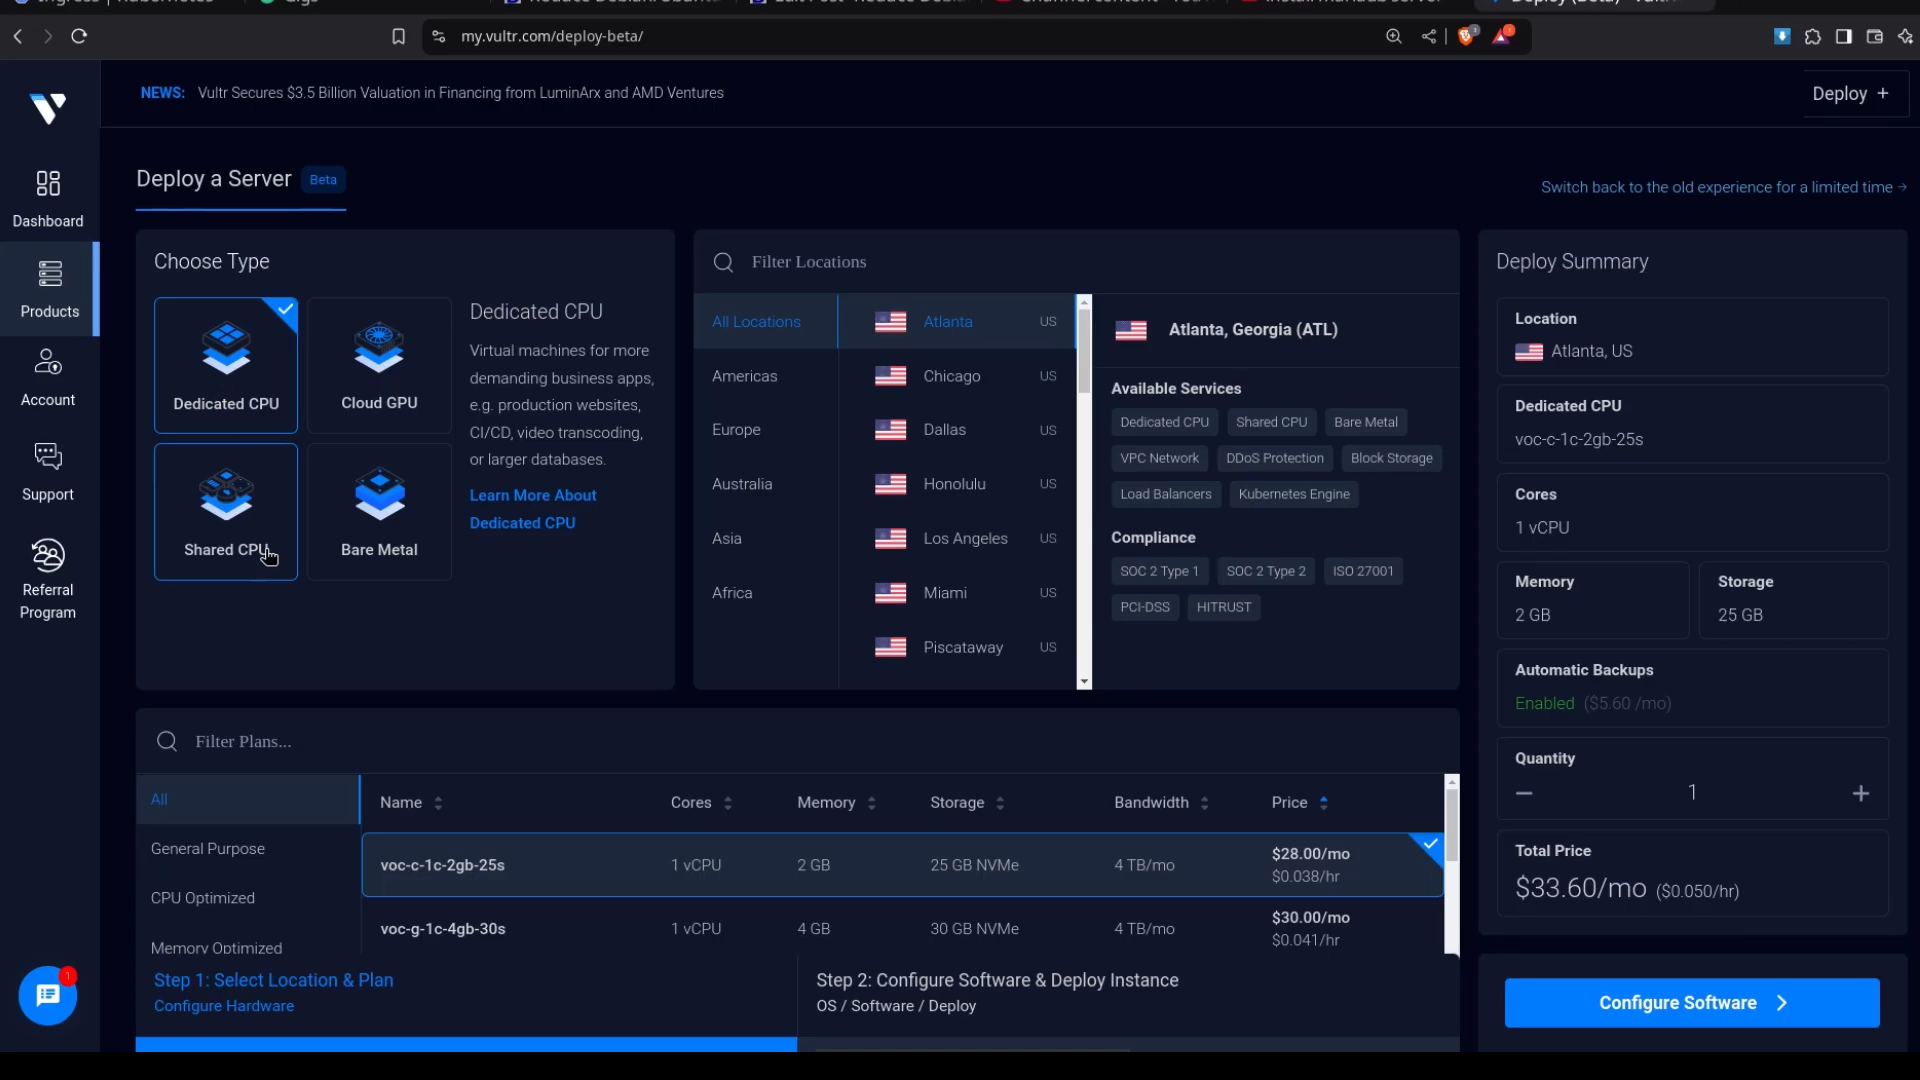 my.vultr.com/deploy-beta/
NEWS: Vultr Secures $3.5 Billion Valuation in Financing from LuminArx and AMD Ventures
Deploy +
Dashboard
Products
Account
Support
Referral
Program
1
Deploy a Server Beta
Switch back to the old experience for a limited time →
Choose Type
Dedicated CPU
Cloud GPU
Shared CPU
Bare Metal
Dedicated CPU
Virtual machines for more
demanding business apps,
e.g. production websites,
CI/CD, video transcoding,
or larger databases.
Learn More About
Dedicated CPU
Filter Locations
All Locations
Americas
Europe
Australia
Asia
Africa
Atlanta US
Chicago US
Dallas US
Honolulu US
Los Angeles US
Miami US
Piscataway US
Atlanta, Georgia (ATL)
Available Services
Dedicated CPU Shared CPU Bare Metal
VPC Network DDoS Protection Block Storage
Load Balancers Kubernetes Engine
Compliance
SOC 2 Type 1 SOC 2 Type 2 ISO 27001
PCI-DSS HITRUST
Filter Plans...
All
General Purpose
CPU Optimized
Memory Optimized
Name Cores Memory Storage Bandwidth Price
voc-c-1c-2gb-25s 1 vCPU 2 GB 25 GB NVMe 4 TB/mo $28.00/mo
$0.038/hr
voc-g-1c-4gb-30s 1 vCPU 4 GB 30 GB NVMe 4 TB/mo $30.00/mo
$0.041/hr
Step 1: Select Location & Plan
Configure Hardware
Step 2: Configure Software & Deploy Instance
OS / Software / Deploy
Deploy Summary
Location
Atlanta, US
Dedicated CPU
voc-c-1c-2gb-25s
Cores
1 vCPU
Memory
2 GB
Storage
25 GB
Automatic Backups
Enabled ($5.60 /mo)
Quantity
1
Total Price
$33.60/mo ($0.050/hr)
Configure Software